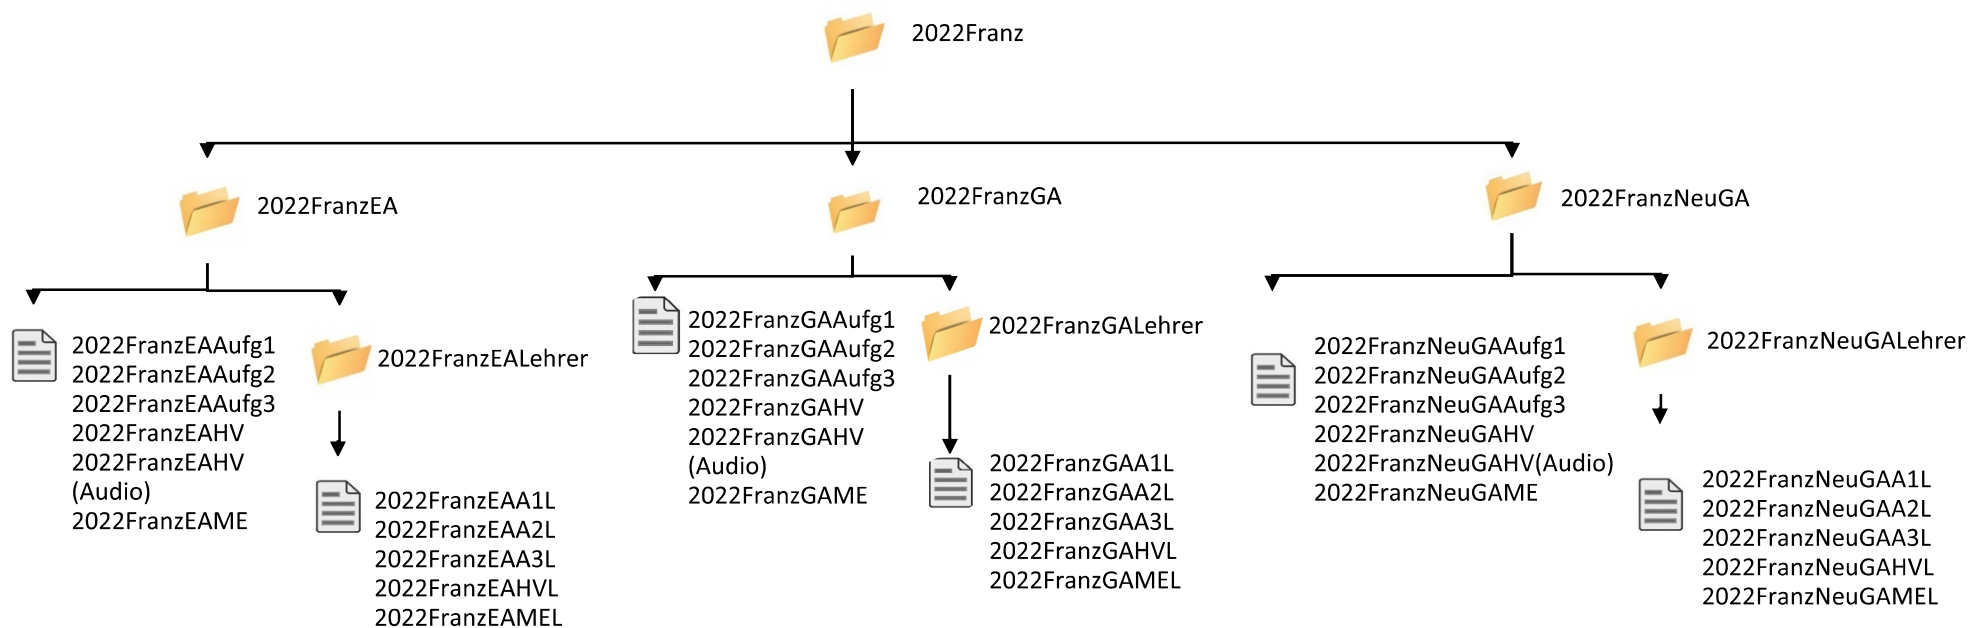 2022Franz
2022FranzEA
2022FranzGA
2022FranzNeuGA
2022FranzEAAufg1
2022FranzEAAufg2
2022FranzEAAufg3
2022FranzEAHV
2022FranzEAHV
(Audio)
2022FranzEAME
2022FranzEALehrer
2022FranzEAA1L
2022FranzEAA2L
2022FranzEAA3L
2022FranzEAHVL
2022FranzEAMEL
2022FranzGAAufg1
2022FranzGAAufg2
2022FranzGAAufg3
2022FranzGAHV
2022FranzGAHV
(Audio)
2022FranzGAME
2022FranzGALehrer
2022FranzGAA1L
2022FranzGAA2L
2022FranzGAA3L
2022FranzGAHVL
2022FranzGAMEL
2022FranzNeuGAAufg1
2022FranzNeuGAAufg2
2022FranzNeuGAAufg3
2022FranzNeuGAHV
2022FranzNeuGAHV(Audio)
2022FranzNeuGAME
2022FranzNeuGALehrer
2022FranzNeuGAA1L
2022FranzNeuGAA2L
2022FranzNeuGAA3L
2022FranzNeuGAHVL
2022FranzNeuGAMEL